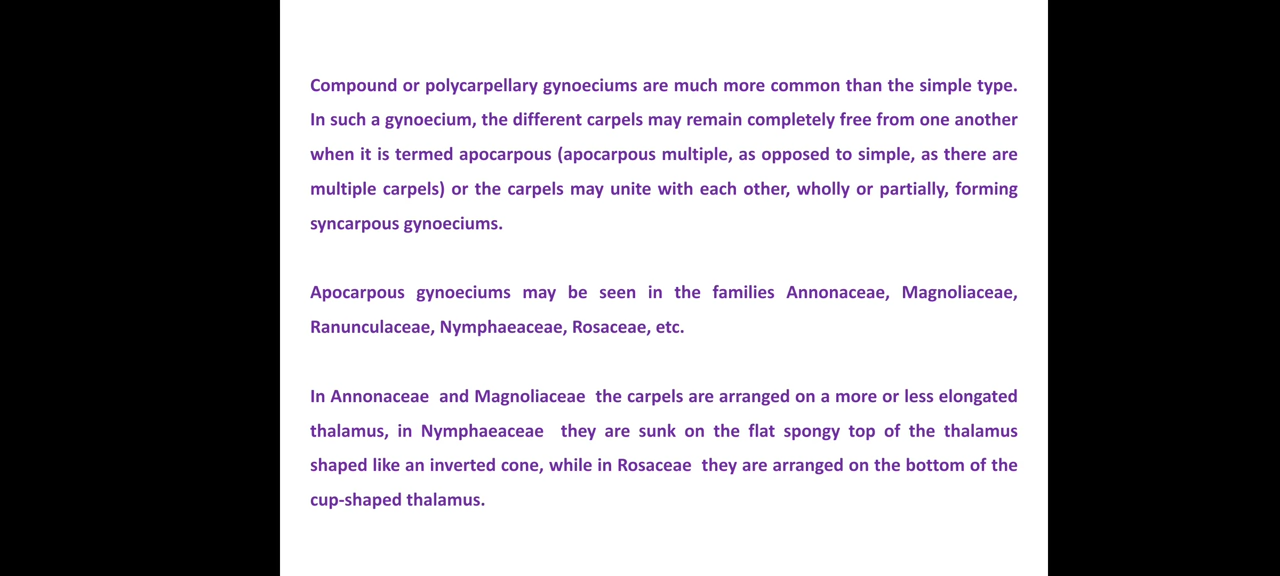 Compound or polycarpellary gynoeciums are much more common than the simple type.
In such a gynoecium, the different carpels may remain completely free from one another
when it is termed apocarpous (apocarpous multiple, as opposed to simple, as there are
multiple carpels) or the carpels may unite with each other, wholly or partially, forming
syncarpous gynoeciums.
Apocarpous gynoeciums may be seen in the families Annonaceae, Magnoliaceae,
Ranunculaceae, Nymphaeaceae, Rosaceae, etc.
In Annonaceae and Magnoliaceae the carpels are arranged on a more or less elongated
thalamus, in Nymphaeaceae they are sunk on the flat spongy top of the thalamus
shaped like an inverted cone, while in Rosaceae they are arranged on the bottom of the
cup-shaped thalamus.